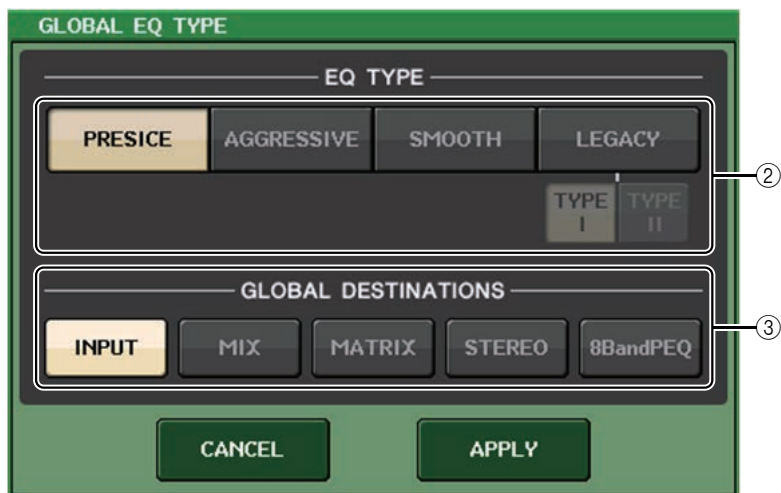 GLOBAL EQ TYPE
EQ TYPE
PRESICE AGGRESSIVE SMOOTH LEGACY
②
TYPE I TYPE II
GLOBAL DESTINATIONS
③
INPUT MIX MATRIX STEREO 8BandPEQ
CANCEL APPLY